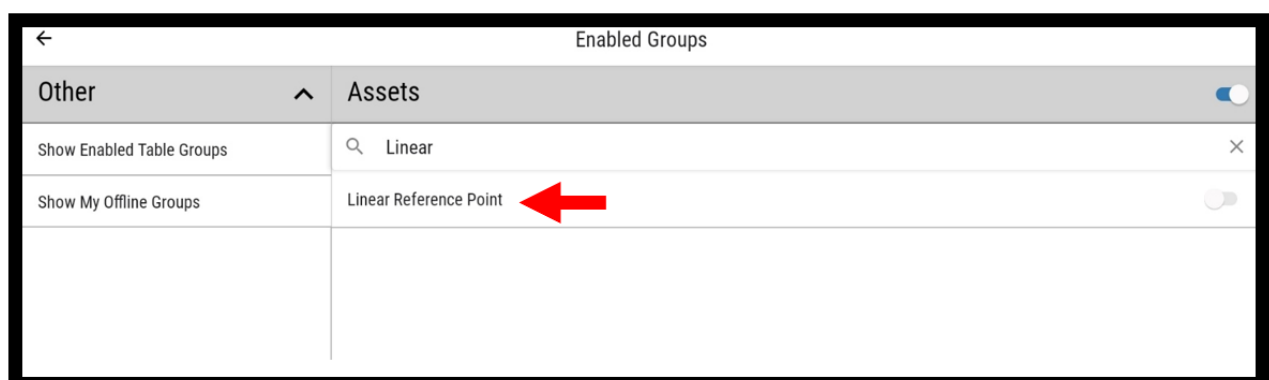 Enabled Groups
Other
Assets
Show Enabled Table Groups
Linear
Show My Offline Groups
Linear Reference Point